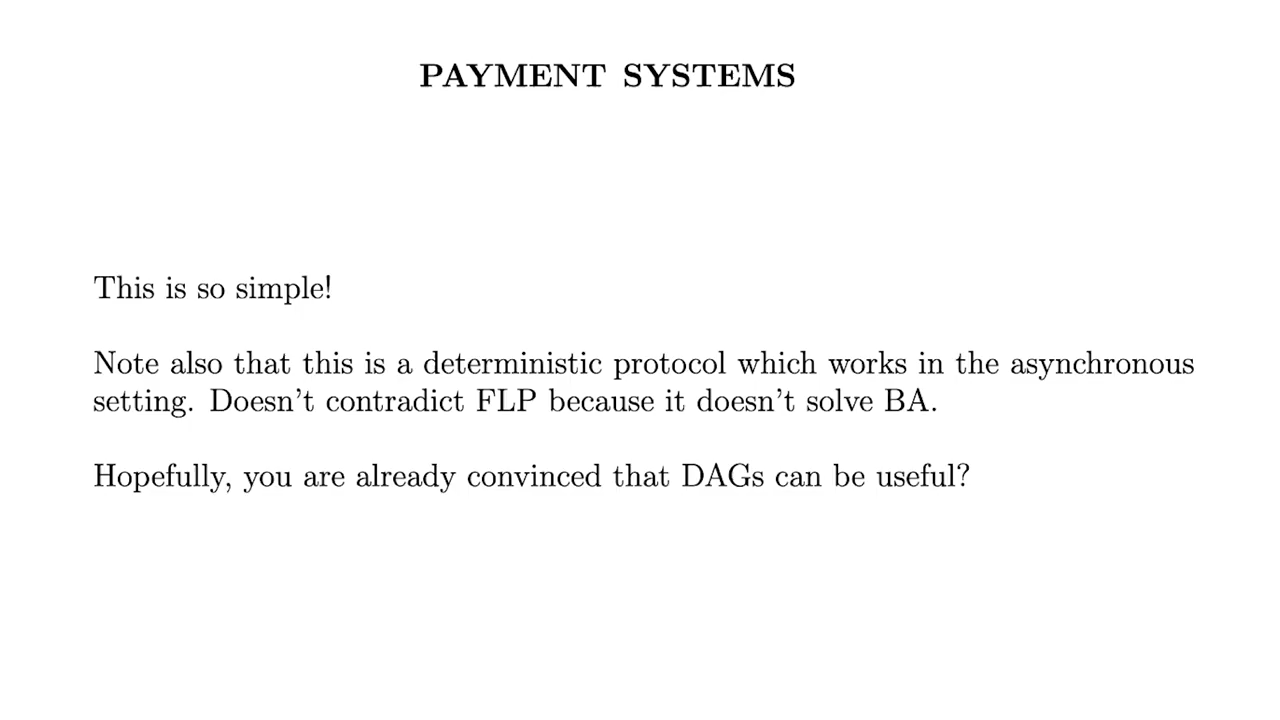 PAYMENT SYSTEMS
This is so simple!
Note also that this is a deterministic protocol which works in the asynchronous
setting. Doesn't contradict FLP because it doesn't solve BA.
Hopefully, you are already convinced that DAGs can be useful?